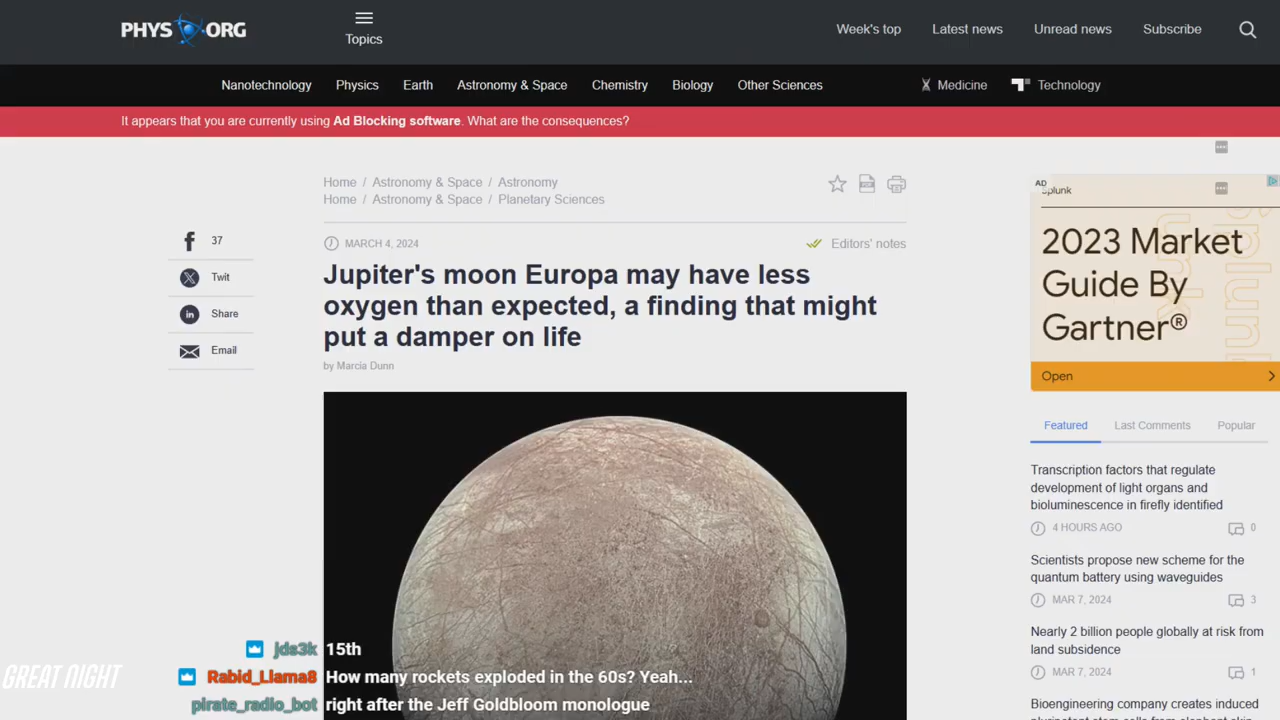 PHYS ORG
Topics
Week's top
Latest news
Unread news
Subscribe
Nanotechnology
Physics
Earth
Astronomy & Space
Chemistry
Biology
Other Sciences
Medicine
Technology
It appears that you are currently using Ad Blocking software. What are the consequences?
Home / Astronomy & Space / Astronomy
Home / Astronomy & Space / Planetary Sciences
PDF
37
Twit
Share
Email
MARCH 4, 2024
Editors' notes
Jupiter's moon Europa may have less
oxygen than expected, a finding that might
put a damper on life
by Marcia Dunn
AD
splunk
2023 Market
Guide By
Gartner®
Open
Featured
Last Comments
Popular
Transcription factors that regulate
development of light organs and
bioluminescence in firefly identified
4 HOURS AGO
0
Scientists propose new scheme for the
quantum battery using waveguides
MAR 7, 2024
3
Nearly 2 billion people globally at risk from
land subsidence
MAR 7, 2024
1
Bioengineering company creates induced
pluripotent stem cells from elephant skin
GREAT NIGHT
jds3k 15th
Rabid_Llama8 How many rockets exploded in the 60s? Yeah...
pirate_radio_bot right after the Jeff Goldbloom monologue